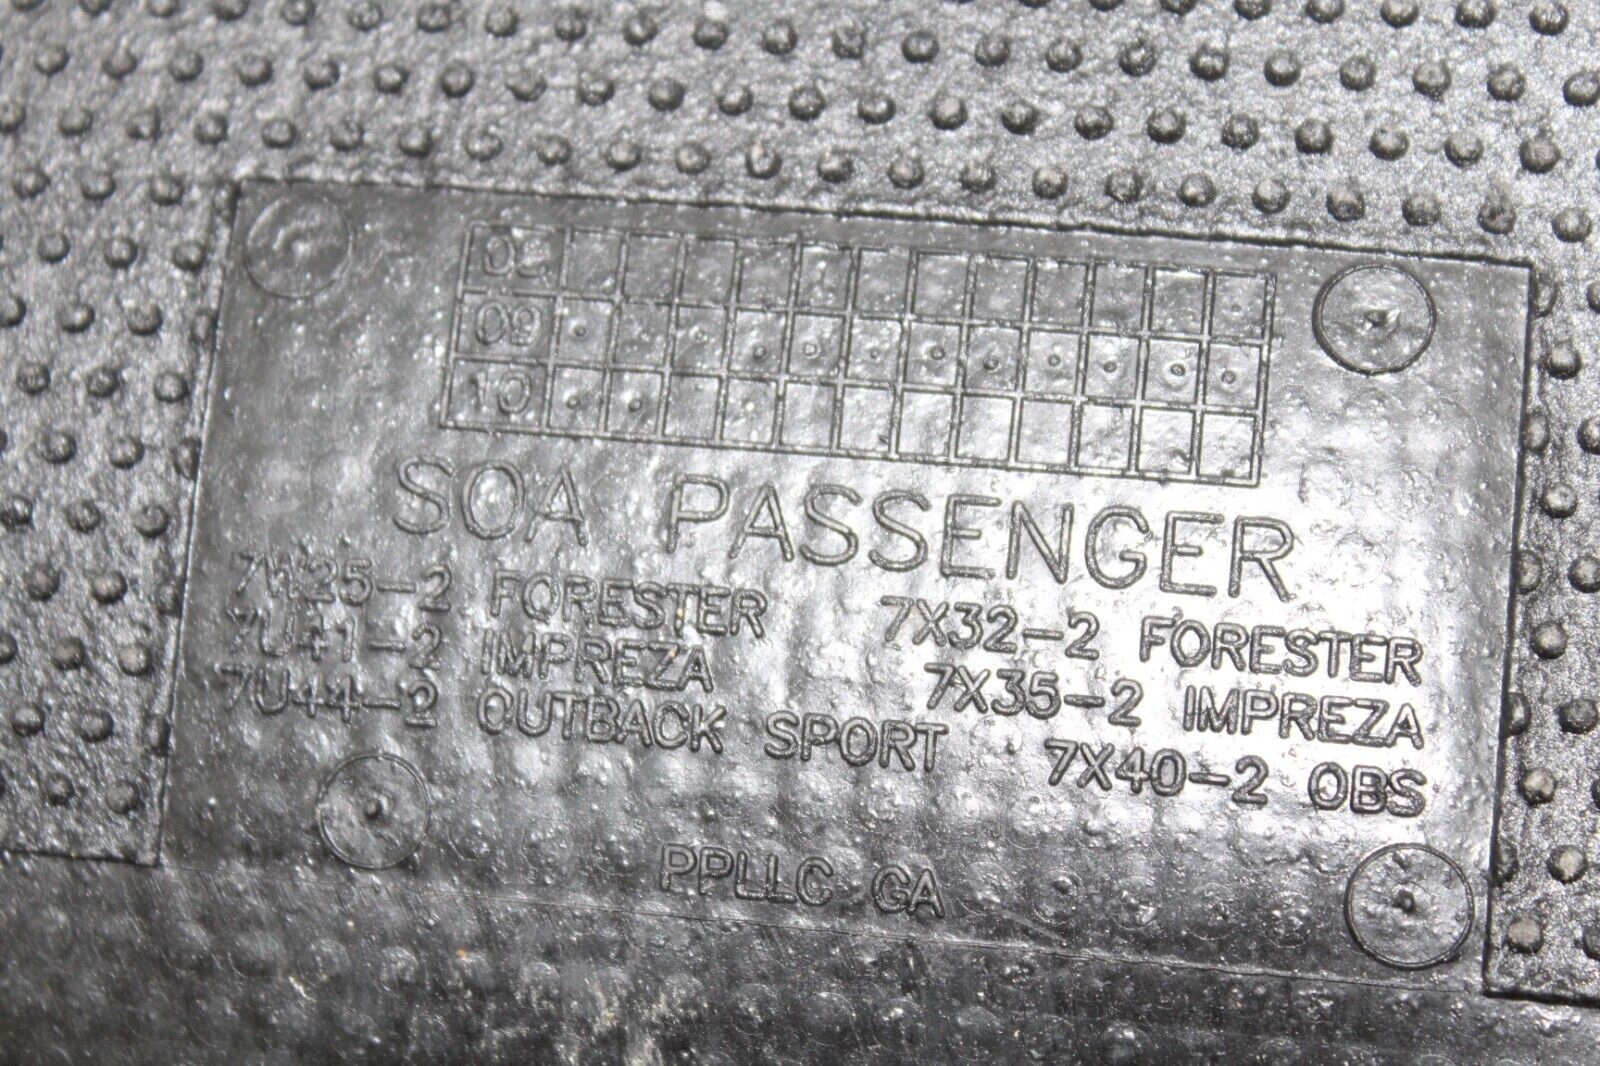 09
10
SOA PASSENGER
7W25-2 FORESTER 7X32-2 FORESTER
7U41-2 IMPREZA 7X35-2 IMPREZA
7U44-2 OUTBACK SPORT 7X40-2 OBS
PPLLC GA